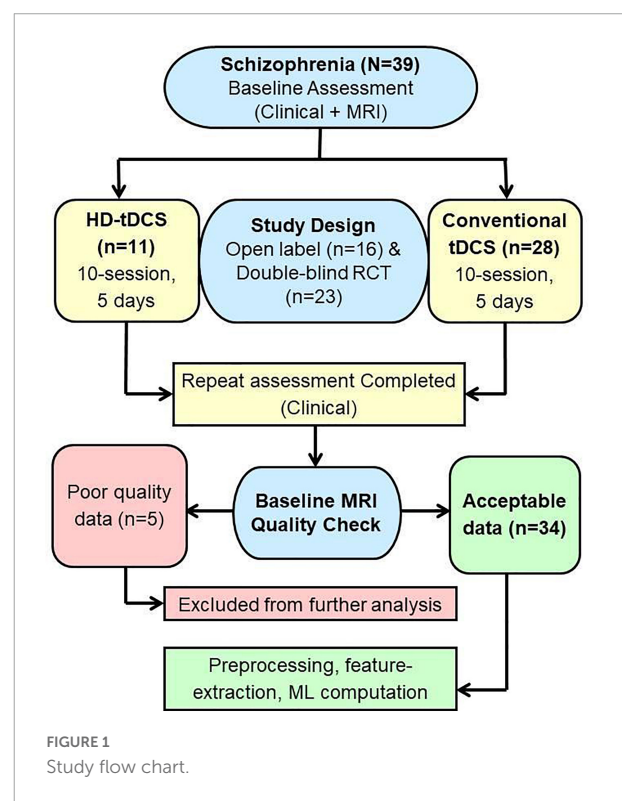 Schizophrenia (N=39)
Baseline Assessment
(Clinical + MRI)
HD-tDCS
(n=11)
10-session,
5 days
Study Design
Open label (n=16) &
Double-blind RCT
(n=23)
Conventional
tDCS (n=28)
10-session,
5 days
Repeat assessment Completed
(Clinical)
Poor quality
data (n=5)
Baseline MRI
Quality Check
Acceptable
data (n=34)
Excluded from further analysis
Preprocessing, feature-
extraction, ML computation
FIGURE 1
Study flow chart.